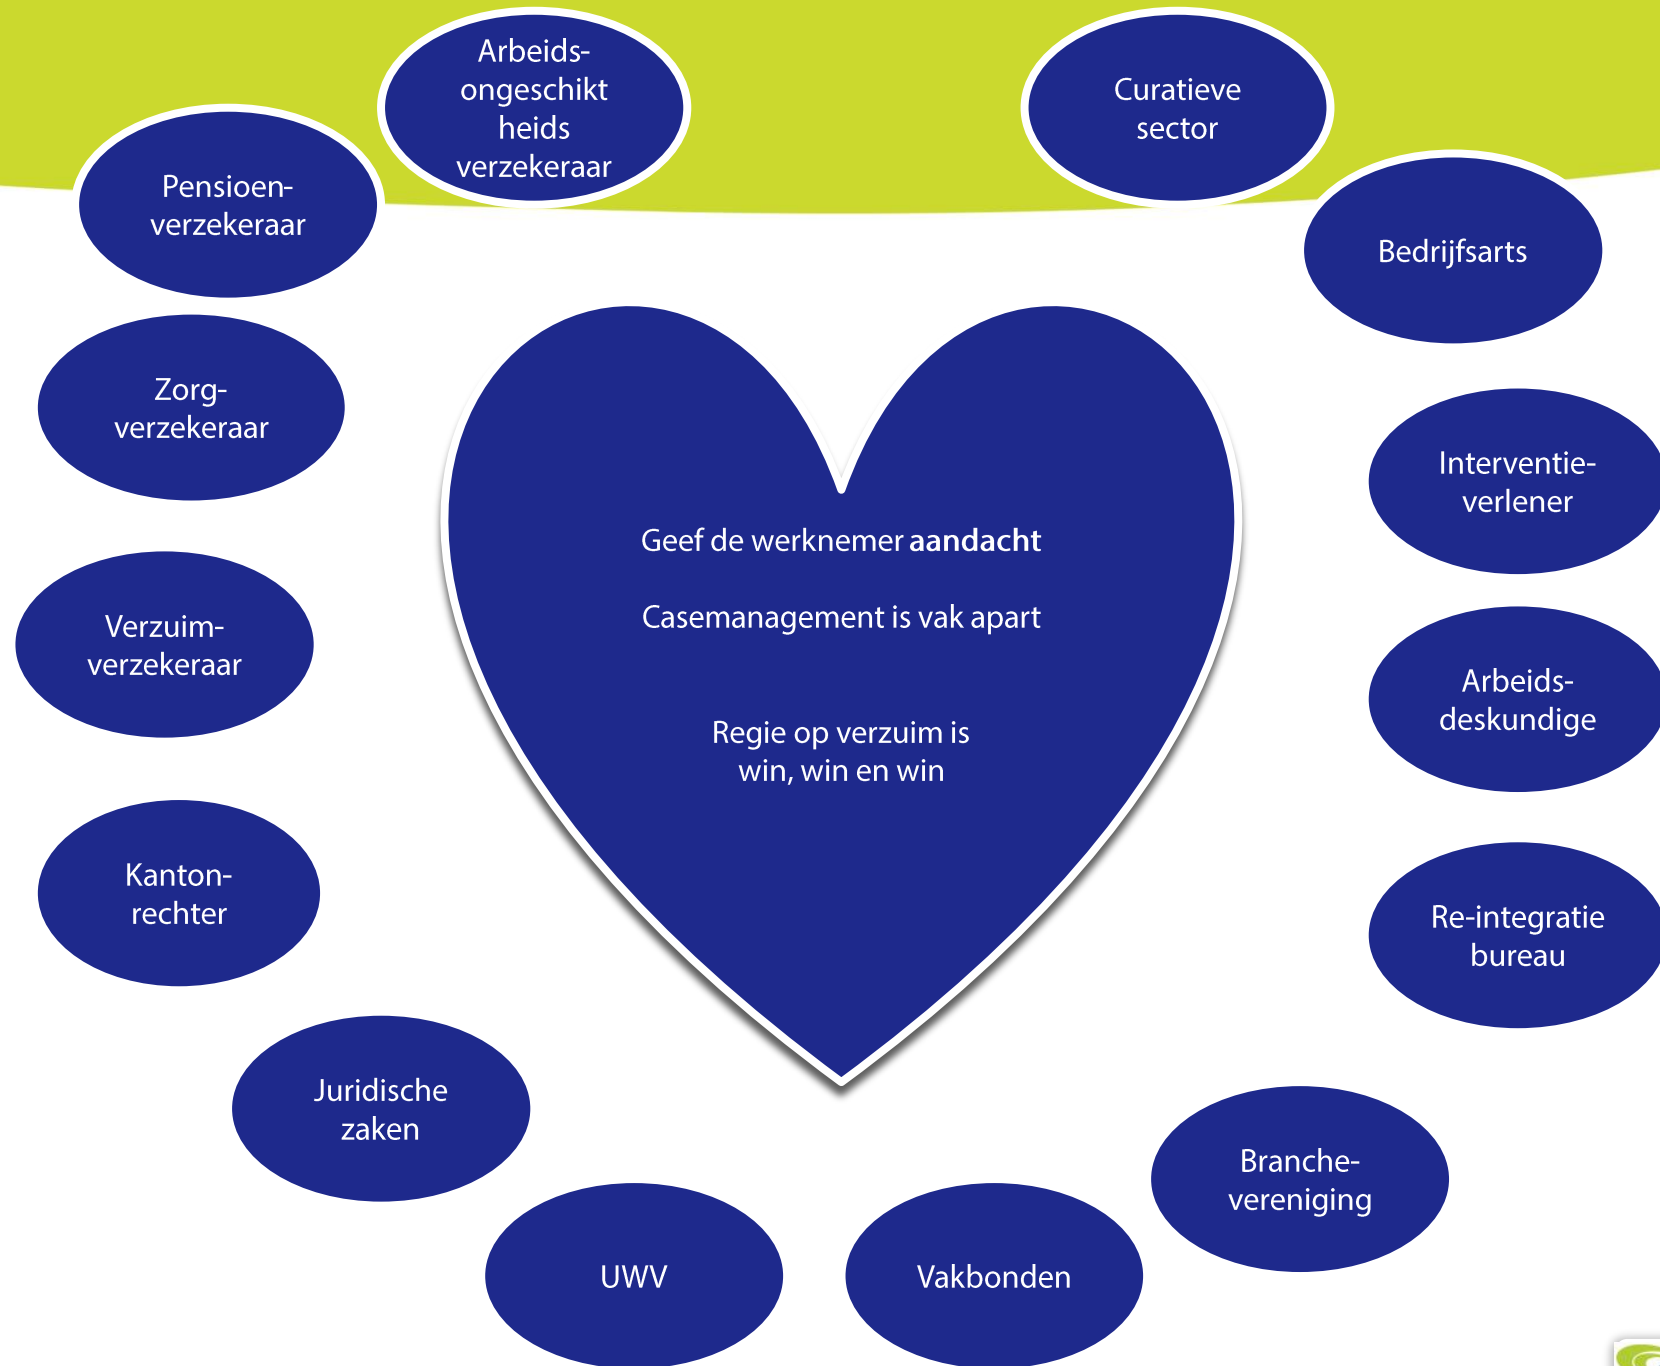 Arbeids-
ongeschikt
heids
verzekeraar
Curatieve
sector
Pensioen-
verzekeraar
Bedrijfsarts
Zorg-
verzekeraar
Interventie-
verlener
Geef de werknemer aandacht
Casemanagement is vak apart
Regie op verzuim is
win, win en win
Verzuim-
verzekeraar
Arbeids-
deskundige
Kanton-
rechter
Re-integratie
bureau
Juridische
zaken
Branche-
vereniging
UWV
Vakbonden